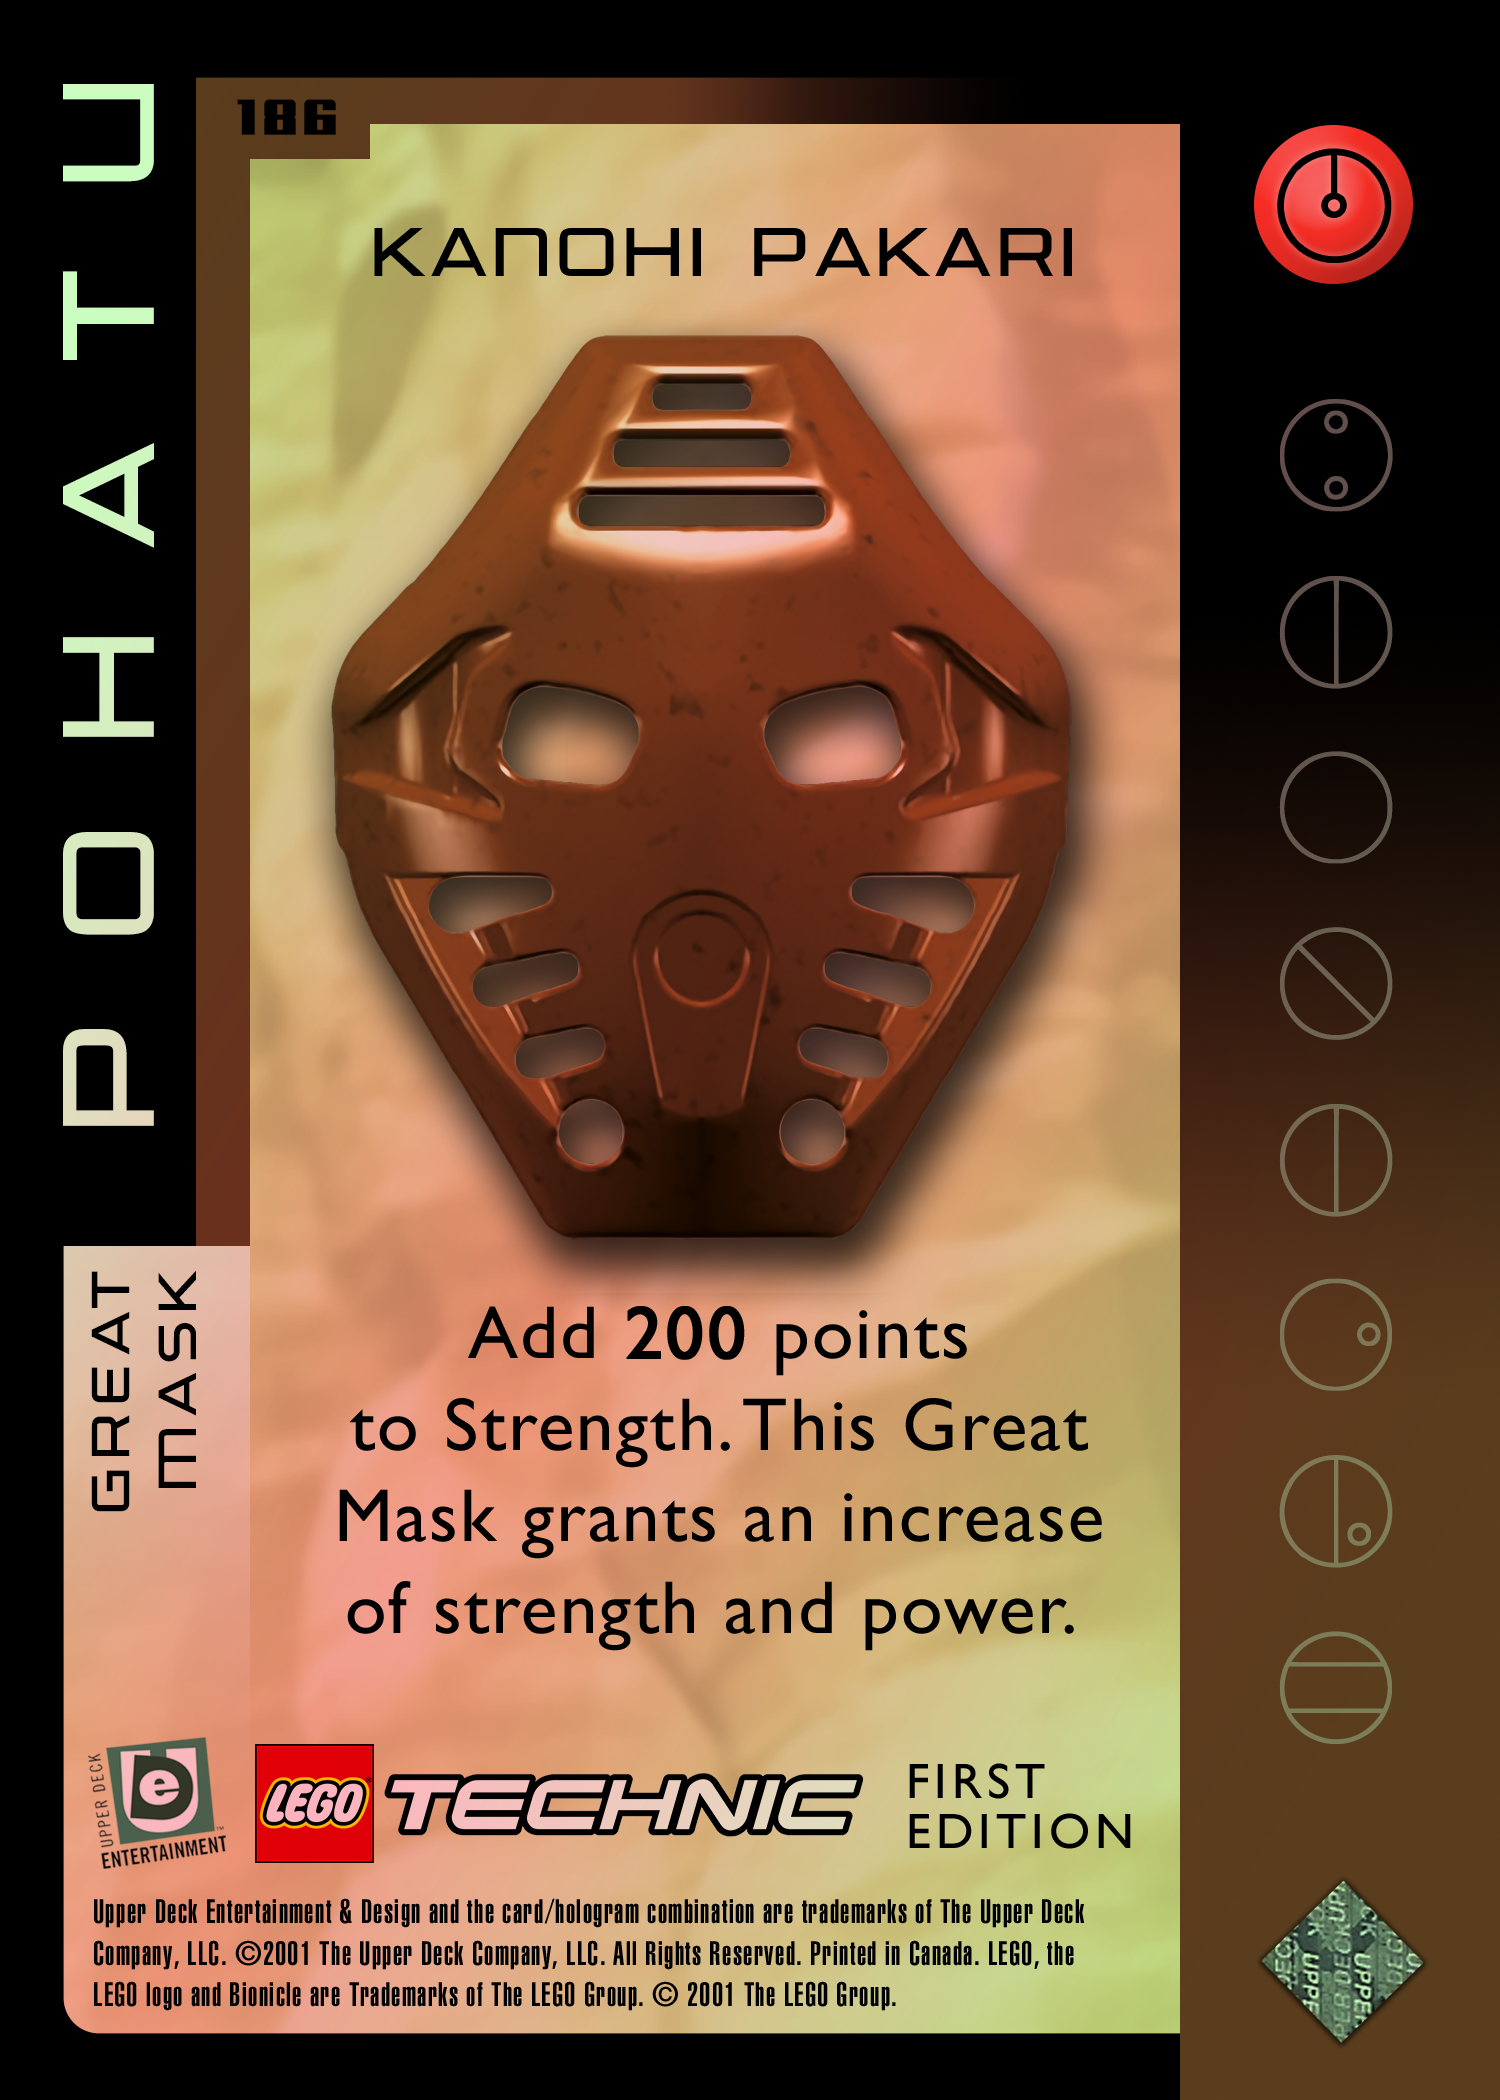 POHATU
186
KANOHI PAKARI
GREAT
MASK
Add 200 points
to Strength. This Great
Mask grants an increase
of strength and power.
UPPER DECK
e
ENTERTAINMENT™
LEGO®
TECHNIC
FIRST
EDITION
Upper Deck Entertainment & Design and the card/hologram combination are trademarks of The Upper Deck
Company, LLC. ©2001 The Upper Deck Company, LLC. All Rights Reserved. Printed in Canada. LEGO, the
LEGO logo and Bionicle are Trademarks of The LEGO Group. © 2001 The LEGO Group.